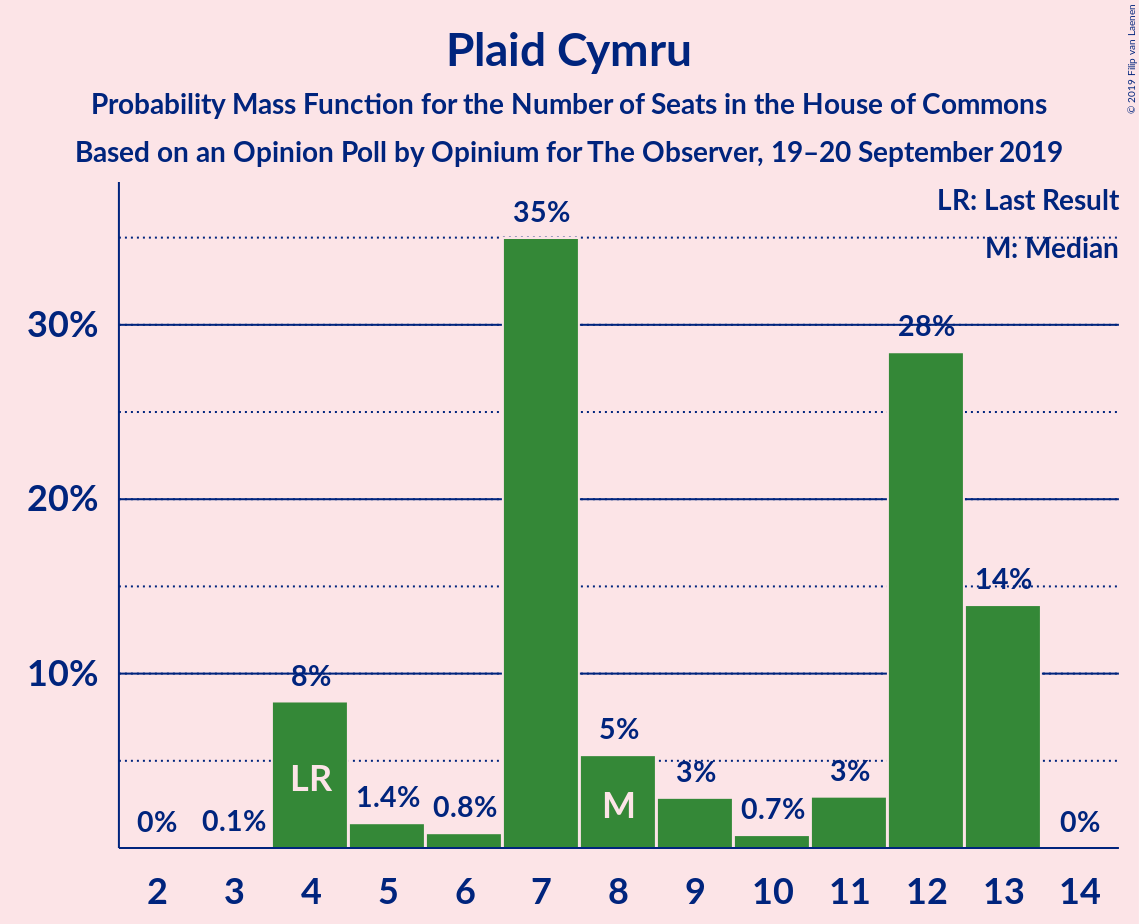 Plaid Cymru
Probability Mass Function for the Number of Seats in the House of Commons
Based on an Opinion Poll by Opinium for The Observer, 19–20 September 2019
© 2019 Filip van Laenen
LR: Last Result
M: Median
35%
30%
28%
20%
14%
10%
8%
5%
3%
3%
LR
M
1.4%
0.8%
0.7%
0%
0.1%
0%
2 3 4 5 6 7 8 9 10 11 12 13 14